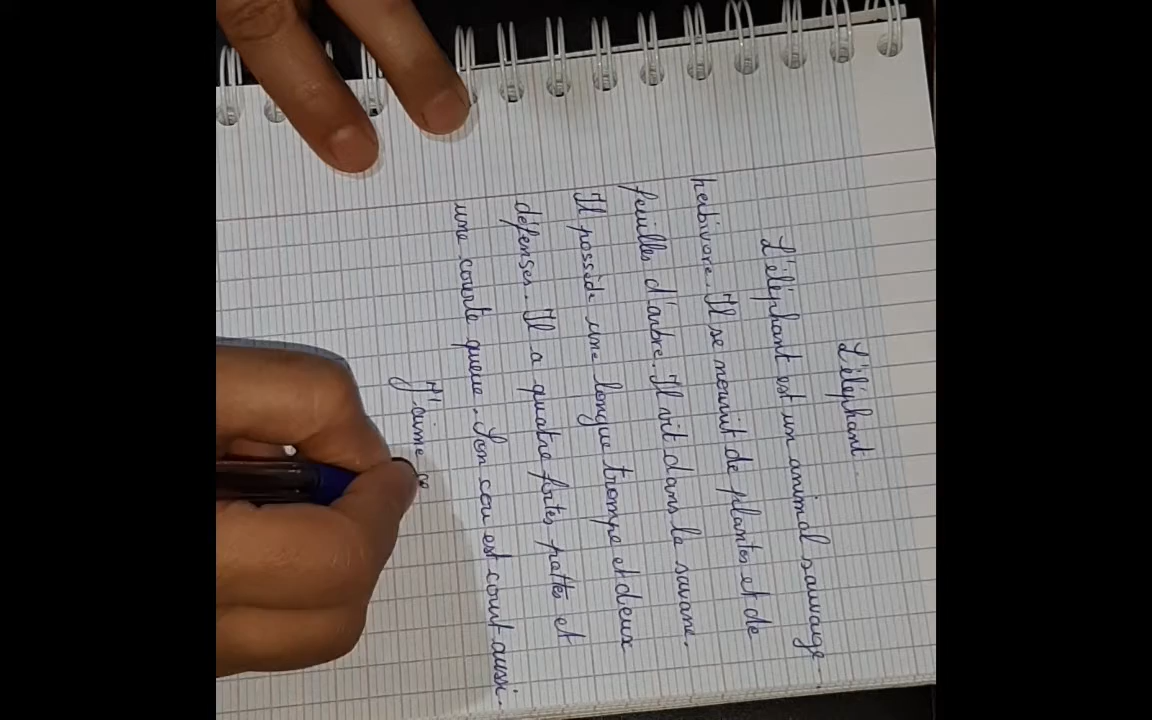 L'éléphant
L'éléphant est un animal sauvage.
herbivore. Il se nourrit de plantes et de
feuilles d'arbre. Il vit dans la savane.
Il possède une longue trompe et deux
défenses. Il a quatre fortes pattes et
une courte queue. Son cou est court aussi.
J'aime ce